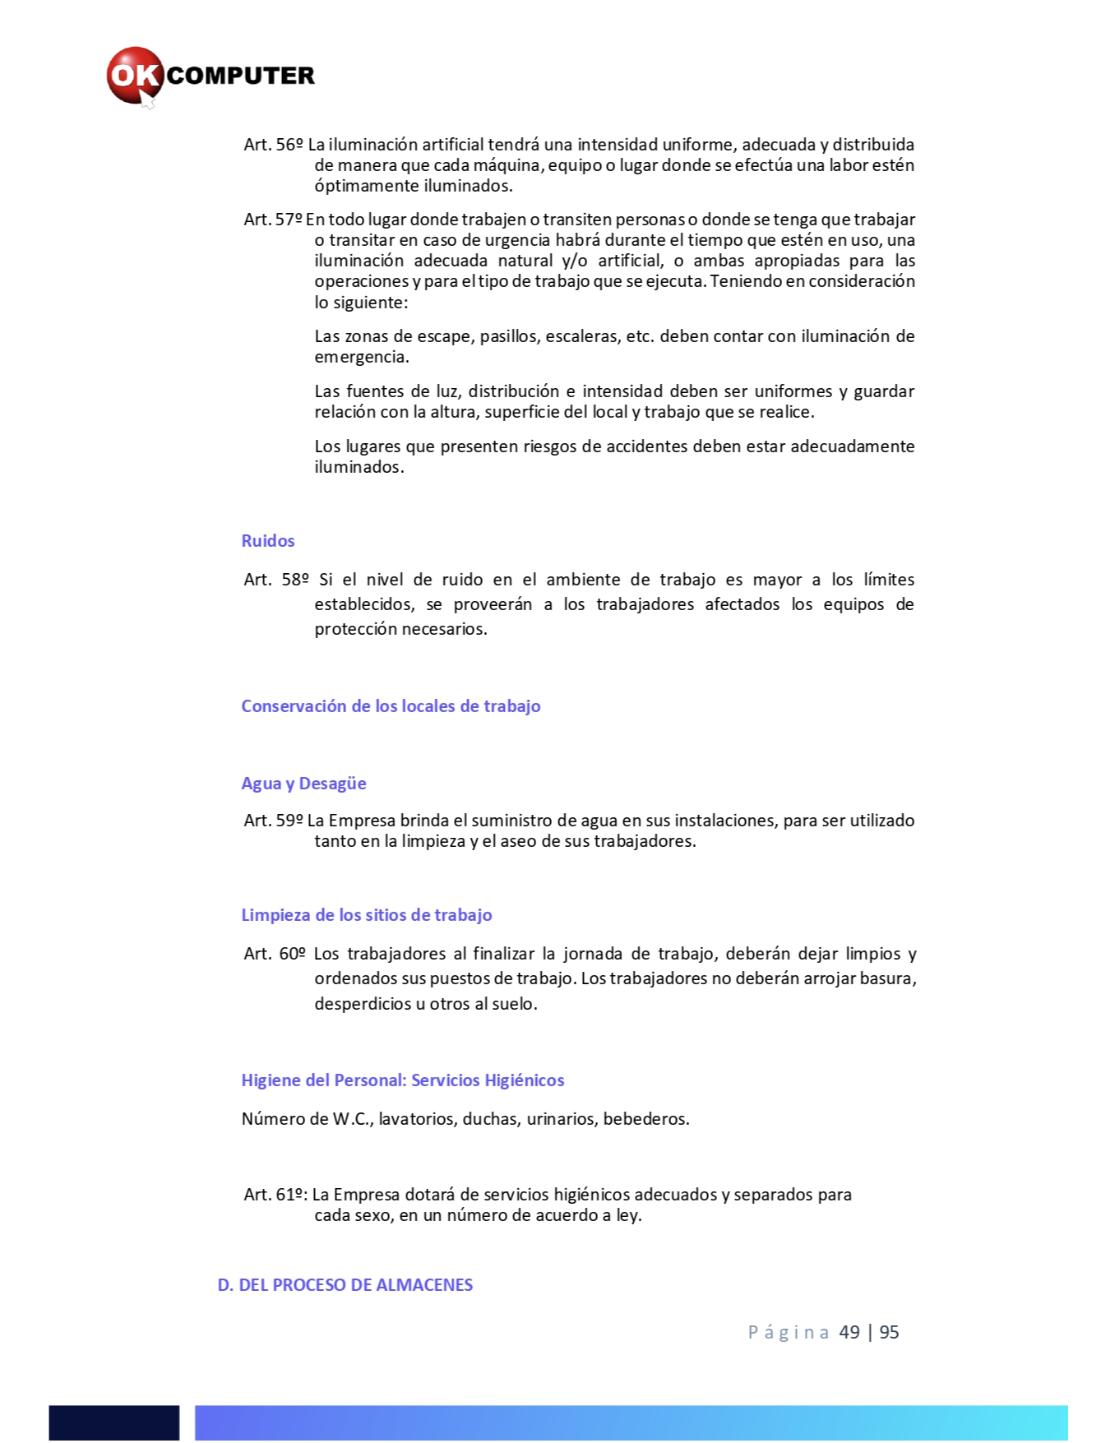 OK COMPUTER
Art. 56º La iluminación artificial tendrá una intensidad uniforme, adecuada y distribuida
de manera que cada máquina, equipo o lugar donde se efectúa una labor estén
óptimamente iluminados.
Art. 57º En todo lugar donde trabajen o transiten personas o donde se tenga que trabajar
o transitar en caso de urgencia habrá durante el tiempo que estén en uso, una
iluminación adecuada natural y/o artificial, o ambas apropiadas para las
operaciones y para el tipo de trabajo que se ejecuta. Teniendo en consideración
lo siguiente:
Las zonas de escape, pasillos, escaleras, etc. deben contar con iluminación de
emergencia.
Las fuentes de luz, distribución e intensidad deben ser uniformes y guardar
relación con la altura, superficie del local y trabajo que se realice.
Los lugares que presenten riesgos de accidentes deben estar adecuadamente
iluminados.
Ruidos
Art. 58º Si el nivel de ruido en el ambiente de trabajo es mayor a los límites
establecidos, se proveerán a los trabajadores afectados los equipos de
protección necesarios.
Conservación de los locales de trabajo
Agua y Desagüe
Art. 59º La Empresa brinda el suministro de agua en sus instalaciones, para ser utilizado
tanto en la limpieza y el aseo de sus trabajadores.
Limpieza de los sitios de trabajo
Art. 60º Los trabajadores al finalizar la jornada de trabajo, deberán dejar limpios y
ordenados sus puestos de trabajo. Los trabajadores no deberán arrojar basura,
desperdicios u otros al suelo.
Higiene del Personal: Servicios Higiénicos
Número de W.C., lavatorios, duchas, urinarios, bebederos.
Art. 61º: La Empresa dotará de servicios higiénicos adecuados y separados para
cada sexo, en un número de acuerdo a ley.
D. DEL PROCESO DE ALMACENES
Página 49 | 95